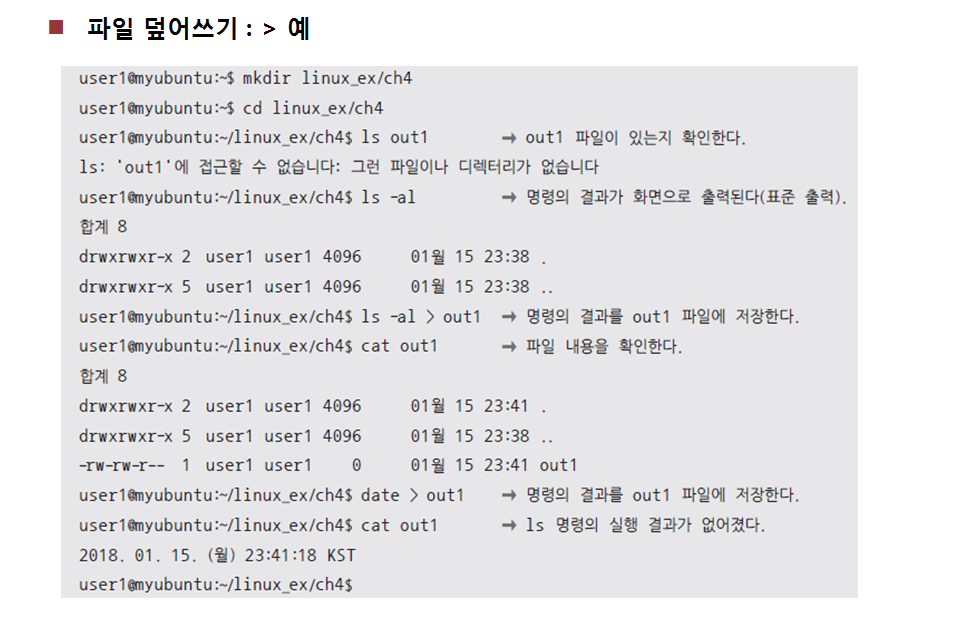 ■ 파일 덮어쓰기 : > 예
user1@myubuntu:~$ mkdir linux_ex/ch4
user1@myubuntu:~$ cd linux_ex/ch4
user1@myubuntu:~/linux_ex/ch4$ ls out1 → out1 파일이 있는지 확인한다.
ls: 'out1'에 접근할 수 없습니다: 그런 파일이나 디렉터리가 없습니다
user1@myubuntu:~/linux_ex/ch4$ ls -al → 명령의 결과가 화면으로 출력된다(표준 출력).
합계 8
drwxrwxr-x 2 user1 user1 4096 01월 15 23:38 .
drwxrwxr-x 5 user1 user1 4096 01월 15 23:38 ..
user1@myubuntu:~/linux_ex/ch4$ ls -al > out1 → 명령의 결과를 out1 파일에 저장한다.
user1@myubuntu:~/linux_ex/ch4$ cat out1 → 파일 내용을 확인한다.
합계 8
drwxrwxr-x 2 user1 user1 4096 01월 15 23:41 .
drwxrwxr-x 5 user1 user1 4096 01월 15 23:38 ..
-rw-rw-r-- 1 user1 user1 0 01월 15 23:41 out1
user1@myubuntu:~/linux_ex/ch4$ date > out1 → 명령의 결과를 out1 파일에 저장한다.
user1@myubuntu:~/linux_ex/ch4$ cat out1 → ls 명령의 실행 결과가 없어졌다.
2018. 01. 15. (월) 23:41:18 KST
user1@myubuntu:~/linux_ex/ch4$